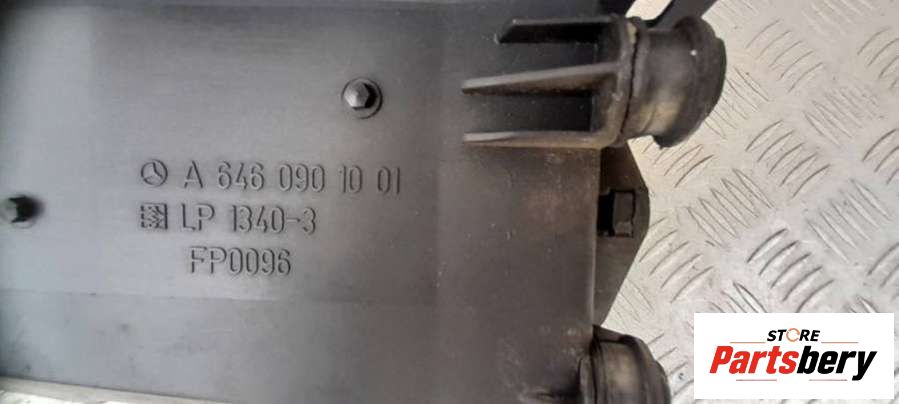 A 646 090 10 01
LP 1340-3
FP0096
STORE
Partsbery